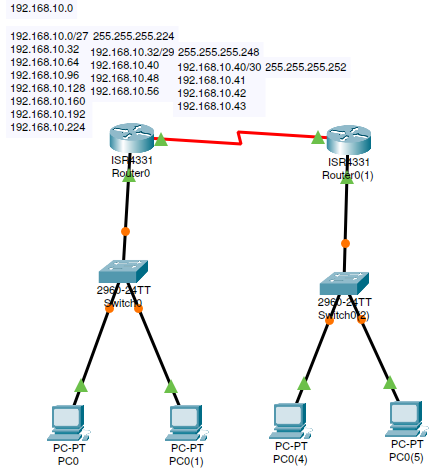 192.168.10.0
192.168.10.0/27 255.255.255.224
192.168.10.32
192.168.10.64
192.168.10.96
192.168.10.128
192.168.10.160
192.168.10.192
192.168.10.224
192.168.10.32/29 255.255.255.248
192.168.10.40
192.168.10.48
192.168.10.56
192.168.10.40/30 255.255.255.252
192.168.10.41
192.168.10.42
192.168.10.43
ISR4331
Router0
ISR4331
Router0(1)
2960-24TT
Switch0
2960-24TT
Switch0(2)
PC-PT
PC0
PC-PT
PC0(1)
PC-PT
PC0(4)
PC-PT
PC0(5)